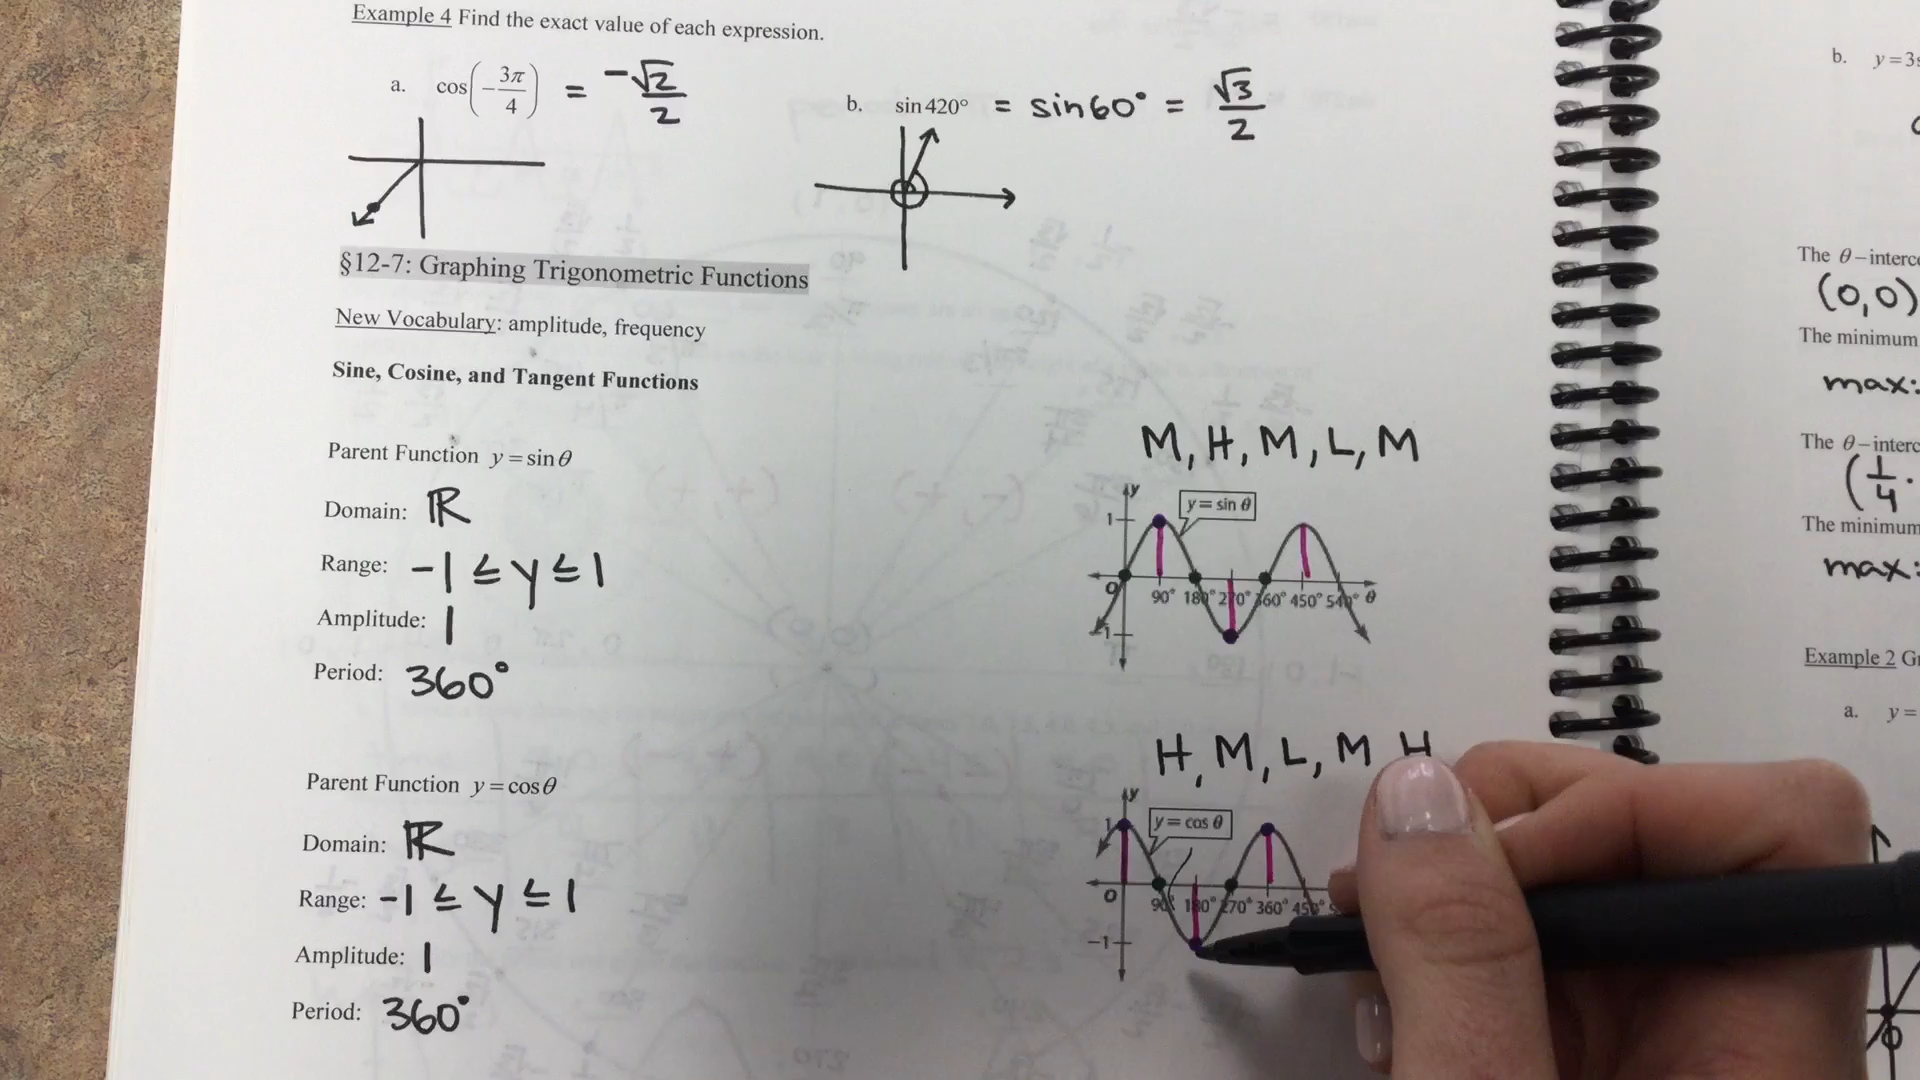 Example 4 Find the exact value of each expression.
a. cos(-3π/4) = -√2/2
b. sin 420° = sin 60° = √3/2
§12-7: Graphing Trigonometric Functions
New Vocabulary: amplitude, frequency
Sine, Cosine, and Tangent Functions
M, H, M, L, M
Parent Function y = sin θ
Domain: ℝ
Range: -1 ≤ y ≤ 1
Amplitude: 1
Period: 360°
y
y = sin θ
1
O 90° 180° 270° 360° 450° 540° θ
-1
H, M, L, M H
Parent Function y = cos θ
Domain: ℝ
Range: -1 ≤ y ≤ 1
Amplitude: 1
Period: 360°
y
y = cos θ
1
O 90° 180° 270° 360° 450°
-1
b. y = 3
The θ-interc
(0,0)
The minimum
max:
The θ-interc
(1/4 ·
The minimum
max:
Example 2 G
a. y =